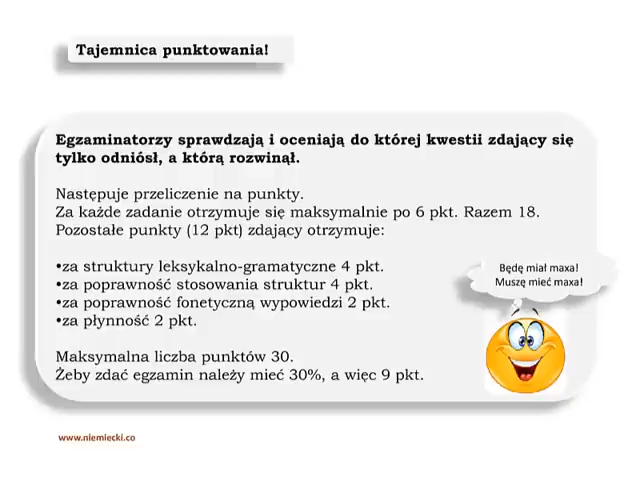 Tajemnica punktowania!
Egzaminatorzy sprawdzają i oceniają do której kwestii zdający się
tylko odniósł, a którą rozwinął.
Następuje przeliczenie na punkty.
Za każde zadanie otrzymuje się maksymalnie po 6 pkt. Razem 18.
Pozostałe punkty (12 pkt) zdający otrzymuje:
•za struktury leksykalno-gramatyczne 4 pkt.
•za poprawność stosowania struktur 4 pkt.
•za poprawność fonetyczną wypowiedzi 2 pkt.
•za płynność 2 pkt.
Będę miał maxa!
Muszę mieć maxa!
Maksymalna liczba punktów 30.
Żeby zdać egzamin należy mieć 30%, a więc 9 pkt.
www.niemiecki.co